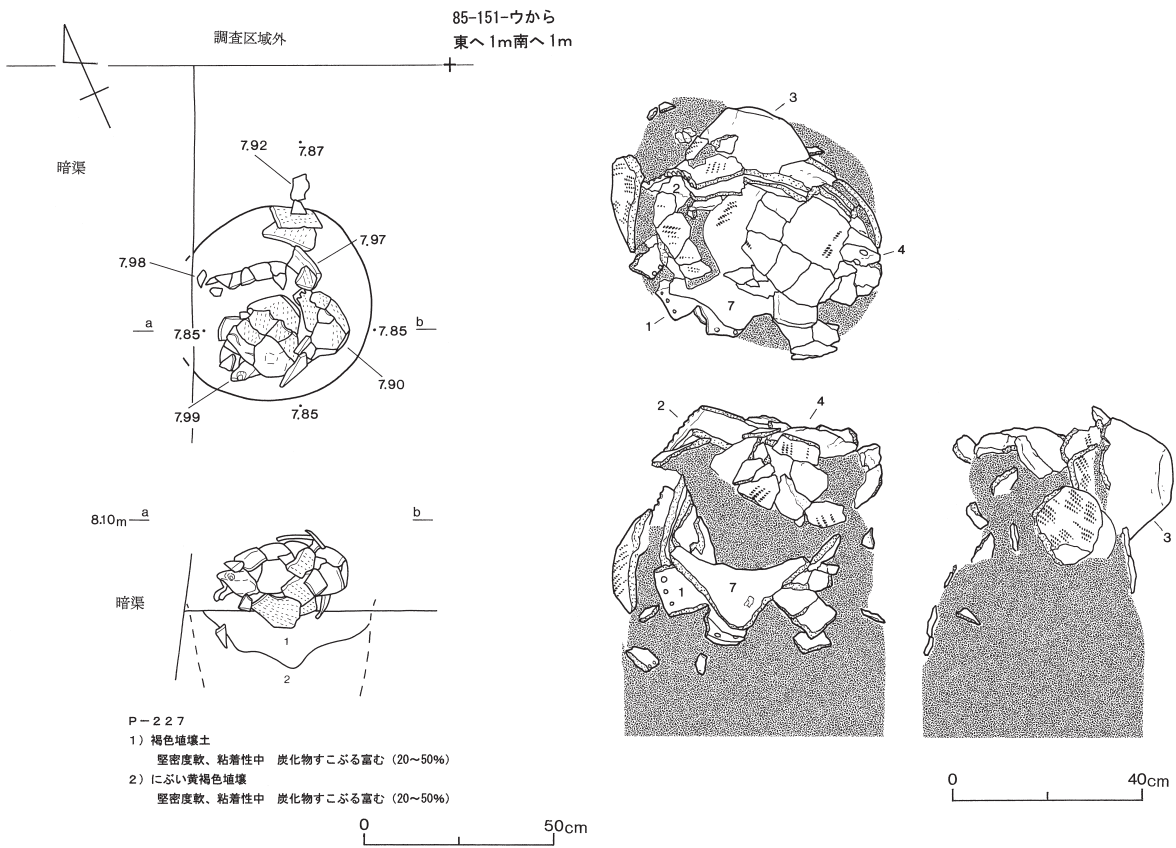 85-151-ウから
東へ1m南へ1m
調査区域外
暗渠
7.92
7.87
7.97
7.98
a
7.85
7.85
b
7.90
7.99
7.85
8.10m
a
b
暗渠
1
2
P-227
1)褐色埴壌土
堅密度軟、粘着性中 炭化物すこぶる富む(20~50%)
2)にぶい黄褐色埴壌
堅密度軟、粘着性中 炭化物すこぶる富む(20~50%)
0
50cm
3
2
4
7
1
2
4
1
7
3
0
40cm